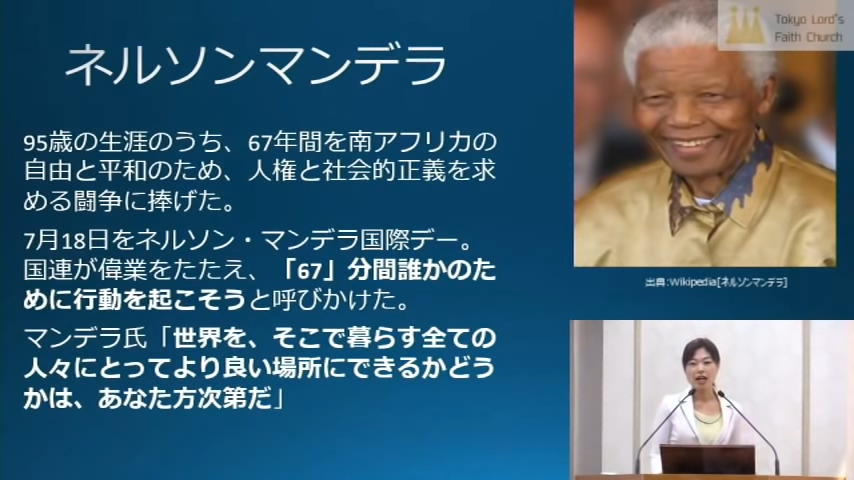 ネルソンマンデラ
95歳の生涯のうち、67年間を南アフリカの
自由と平和のため、人権と社会的正義を求
める闘争に捧げた。
7月18日をネルソン・マンデラ国際デー。
国連が偉業をたたえ、「67」分間誰かのた
めに行動を起こそうと呼びかけた。
マンデラ氏「世界を、そこで暮らす全ての
人々にとってより良い場所にできるかどう
かは、あなた方次第だ」
Tokyo Lord's
Faith Church
出典:Wikipedia[ネルソンマンデラ]